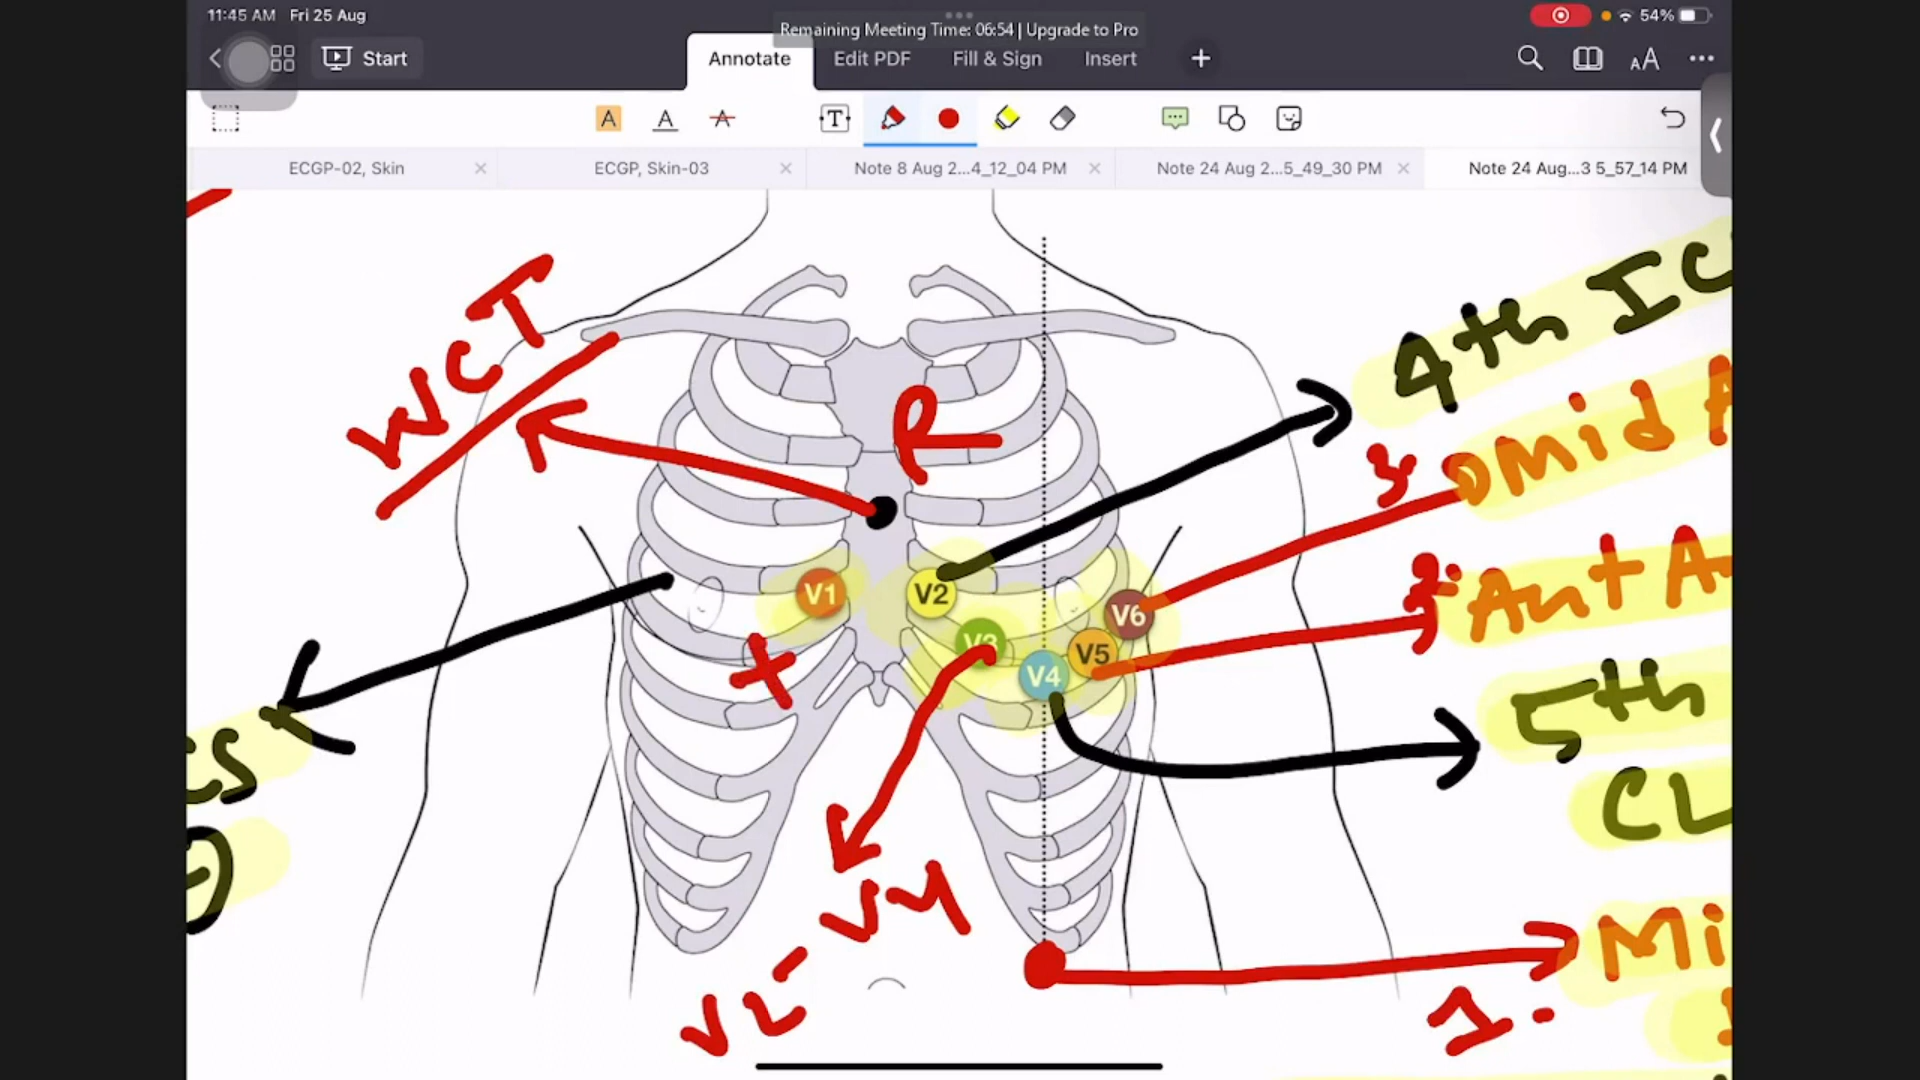 11:45 AM Fri 25 Aug
Remaining Meeting Time: 06:54 | Upgrade to Pro
54%
Start
Annotate
Edit PDF
Fill & Sign
Insert
ECGP-02, Skin
ECGP, Skin-03
Note 8 Aug 2...4_12_04 PM
Note 24 Aug 2...5_49_30 PM
Note 24 Aug...3 5_57_14 PM
WCT
R
4th IC
3. Mid A
V1
V2
V3
V4
V5
V6
2. Ant A
5th
CL
CS
V2-V4
1. Mi